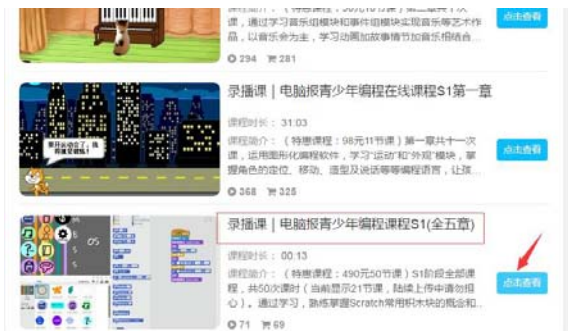 课，通过学习音乐组模块和事件组模块实现音乐等艺术作
品，以音乐会为主，学习动画加故事情节加音乐相结合...
点击查看
294 281
录播课 | 电脑报青少年编程在线课程S1第一章
课程时长： 31:03
课程简介：（特惠课程：98元11节课）第一章共十一次
课，运用图形化编程软件，学习“运动”和“外观”模块，掌
握角色的定位、移动、造型及说话等等编程语言，让孩...
点击查看
368 325
录播课 | 电脑报青少年编程课程S1(全五章)
课程时长： 00:13
课程简介：（特惠课程：490元50节课）S1阶段全部课
程，共50次课时（当前显示21节课，陆续上传中请勿担
心）。通过学习，熟练掌握Scratch常用积木块的概念和...
点击查看
71 69